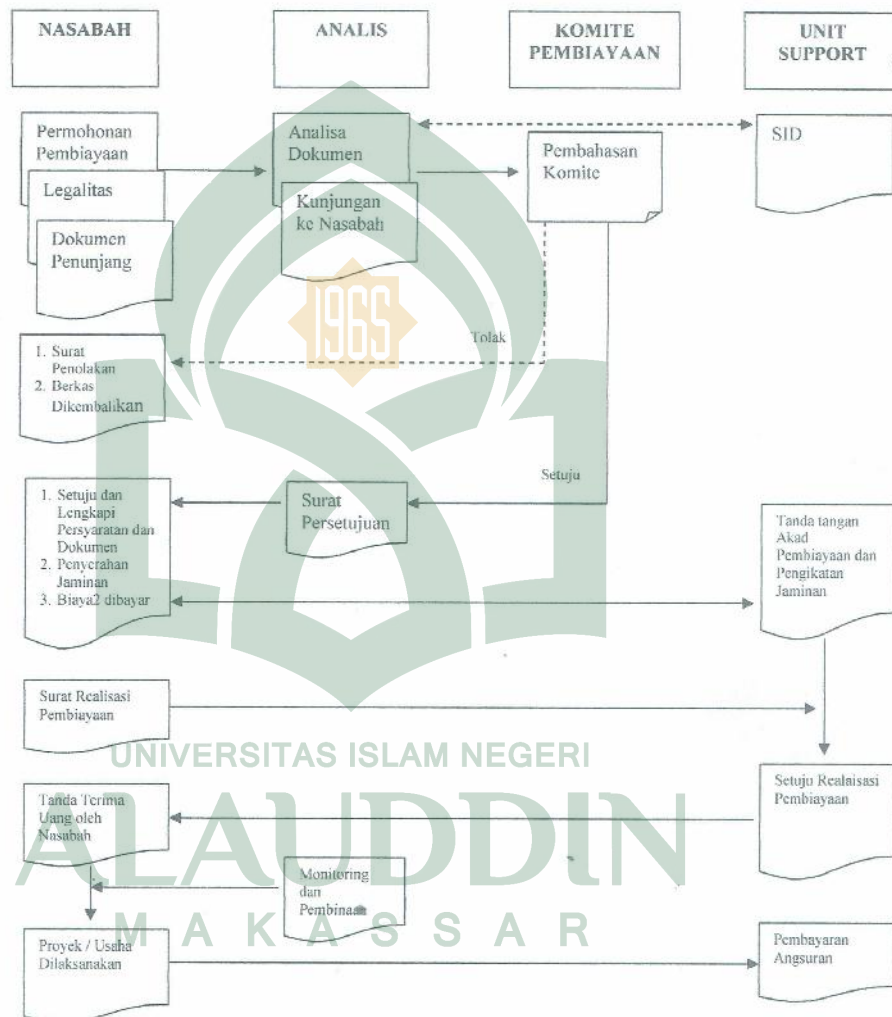 NASABAH
ANALIS
KOMITE
PEMBIAYAAN
UNIT
SUPPORT
Permohonan
Pembiayaan
Legalitas
Dokumen
Penunjang
Analisa
Dokumen
Kunjungan
ke Nasabah
Pembahasan
Komite
SID
1965
Tolak
1. Surat
Penolakan
2. Berkas
Dikembalikan
Setuju
1. Setuju dan
Lengkapi
Persyaratan dan
Dokumen
2. Penyerahan
Jaminan
3. Biaya2 dibayar
Surat
Persetujuan
Tanda tangan
Akad
Pembiayaan dan
Pengikatan
Jaminan
Surat Realisasi
Pembiayaan
UNIVERSITAS ISLAM NEGERI
Setuju Realaisasi
Pembiayaan
Tanda Terima
Uang oleh
Nasabah
ALAUDDIN
Monitoring
dan
Pembinaan
MAKASSAR
Proyek / Usaha
Dilaksanakan
Pembayaran
Angsuran